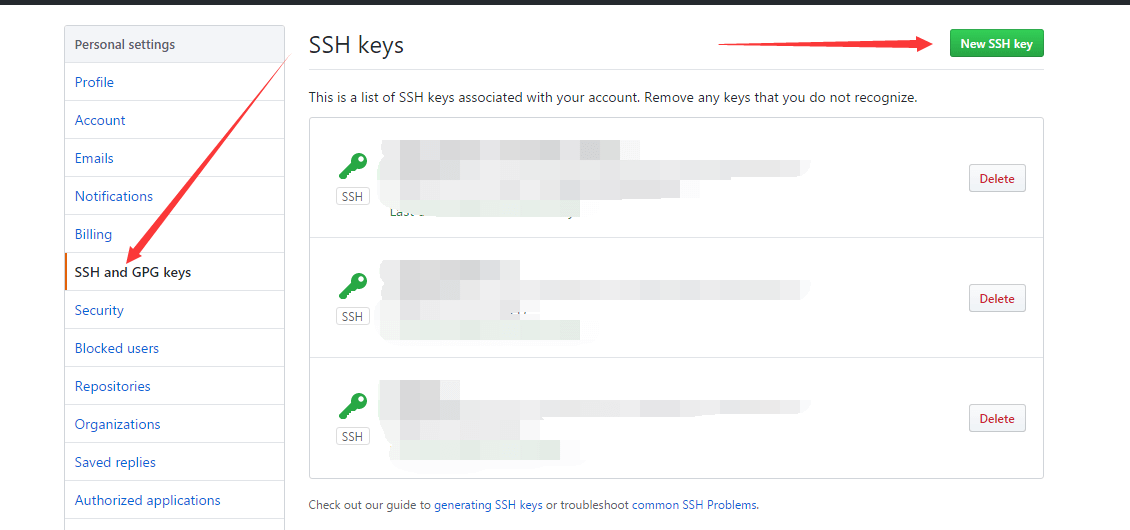 Personal settings
Profile
Account
Emails
Notifications
Billing
SSH and GPG keys
Security
Blocked users
Repositories
Organizations
Saved replies
Authorized applications
SSH keys
New SSH key
This is a list of SSH keys associated with your account. Remove any keys that you do not recognize.
SSH
Delete
SSH
Delete
SSH
Delete
Check out our guide to generating SSH keys or troubleshoot common SSH Problems.